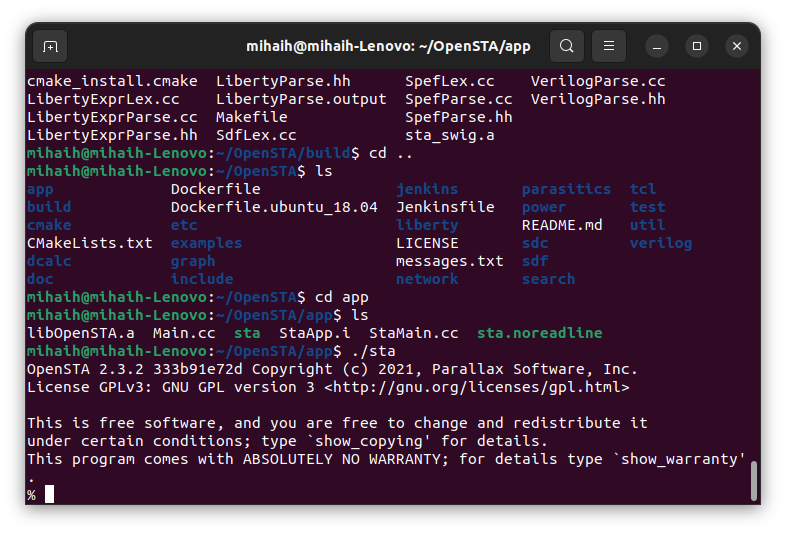 mihaih@mihaih-Lenovo: ~/OpenSTA/app
cmake_install.cmake  LibertyParse.hh      SpefLex.cc    VerilogParse.cc
LibertyExprLex.cc    LibertyParse.output  SpefParse.cc  VerilogParse.hh
LibertyExprParse.cc  Makefile             SpefParse.hh
LibertyExprParse.hh  SdfLex.cc            sta_swig.a
mihaih@mihaih-Lenovo:~/OpenSTA/build$ cd ..
mihaih@mihaih-Lenovo:~/OpenSTA$ ls
app             Dockerfile               jenkins       parasitics  tcl
build           Dockerfile.ubuntu_18.04  Jenkinsfile   power       test
cmake           etc                      liberty       README.md   util
CMakeLists.txt  examples                 LICENSE       sdc         verilog
dcalc           graph                    messages.txt  sdf
doc             include                  network       search
mihaih@mihaih-Lenovo:~/OpenSTA$ cd app
mihaih@mihaih-Lenovo:~/OpenSTA/app$ ls
libOpenSTA.a  Main.cc  sta  StaApp.i  StaMain.cc  sta.noreadline
mihaih@mihaih-Lenovo:~/OpenSTA/app$ ./sta
OpenSTA 2.3.2 333b91e72d Copyright (c) 2021, Parallax Software, Inc.
License GPLv3: GNU GPL version 3 <http://gnu.org/licenses/gpl.html>
This is free software, and you are free to change and redistribute it
under certain conditions; type `show_copying' for details.
This program comes with ABSOLUTELY NO WARRANTY; for details type `show_warranty'
.
%